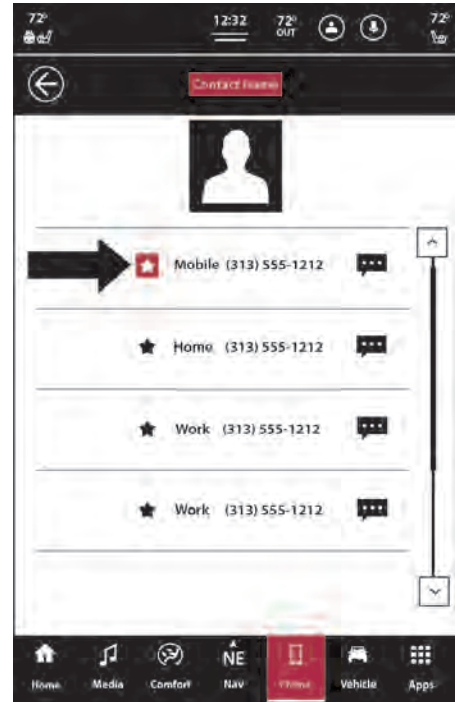 72° 12:32 72° 72°
OUT
Contact Name
Mobile (313) 555-1212
Home (313) 555-1212
Work (313) 555-1212
Work (313) 555-1212
NE
Home Media Comfort Nav Phone Vehicle Apps